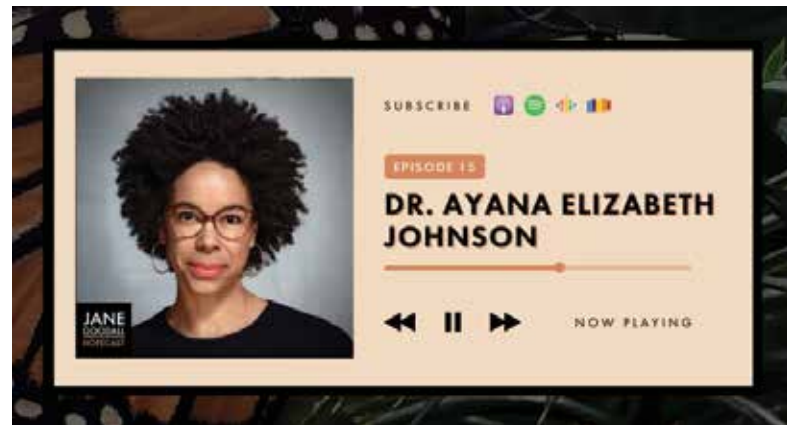 SUBSCRIBE
EPISODE 15
DR. AYANA ELIZABETH
JOHNSON
NOW PLAYING
JANE
GOODALL
HOPECAST